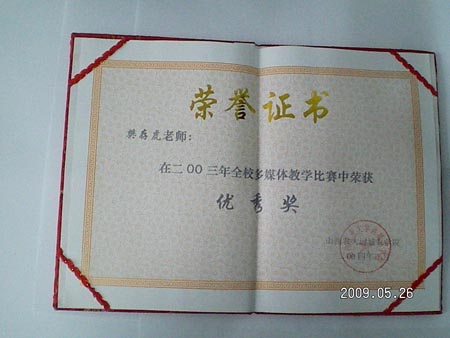 荣誉证书
樊存虎老师:
在二00三年全校多媒体教学比赛中荣获
优秀奖
2009.05.26